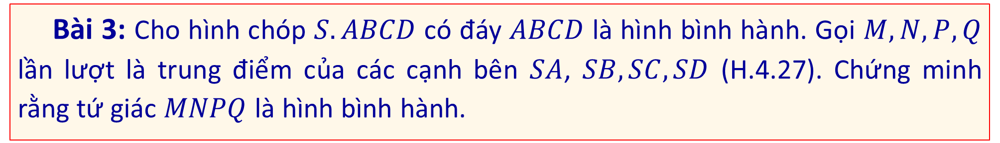 Bài 3: Cho hình chóp S.ABCD có đáy ABCD là hình bình hành. Gọi M, N, P, Q
lần lượt là trung điểm của các cạnh bên SA, SB, SC, SD (H.4.27). Chứng minh
rằng tứ giác MNPQ là hình bình hành.